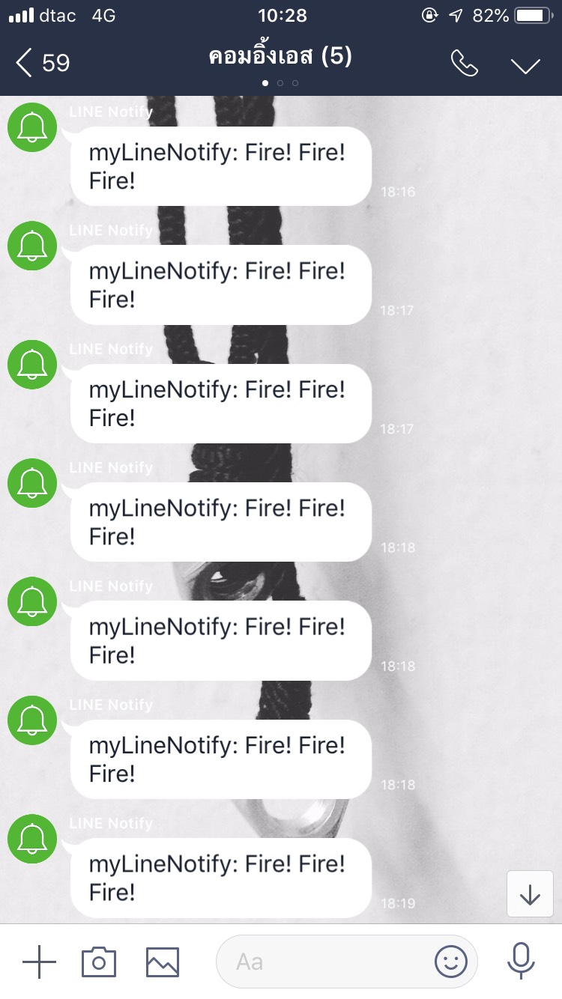 dtac 4G 10:28 82%
59 คอมอิ้งเอส (5)
LINE Notify
myLineNotify: Fire! Fire!
Fire!
18:16
LINE Notify
myLineNotify: Fire! Fire!
Fire!
18:17
LINE Notify
myLineNotify: Fire! Fire!
Fire!
18:17
LINE Notify
myLineNotify: Fire! Fire!
Fire!
18:18
LINE Notify
myLineNotify: Fire! Fire!
Fire!
18:18
LINE Notify
myLineNotify: Fire! Fire!
Fire!
18:18
LINE Notify
myLineNotify: Fire! Fire!
Fire!
18:19
Aa